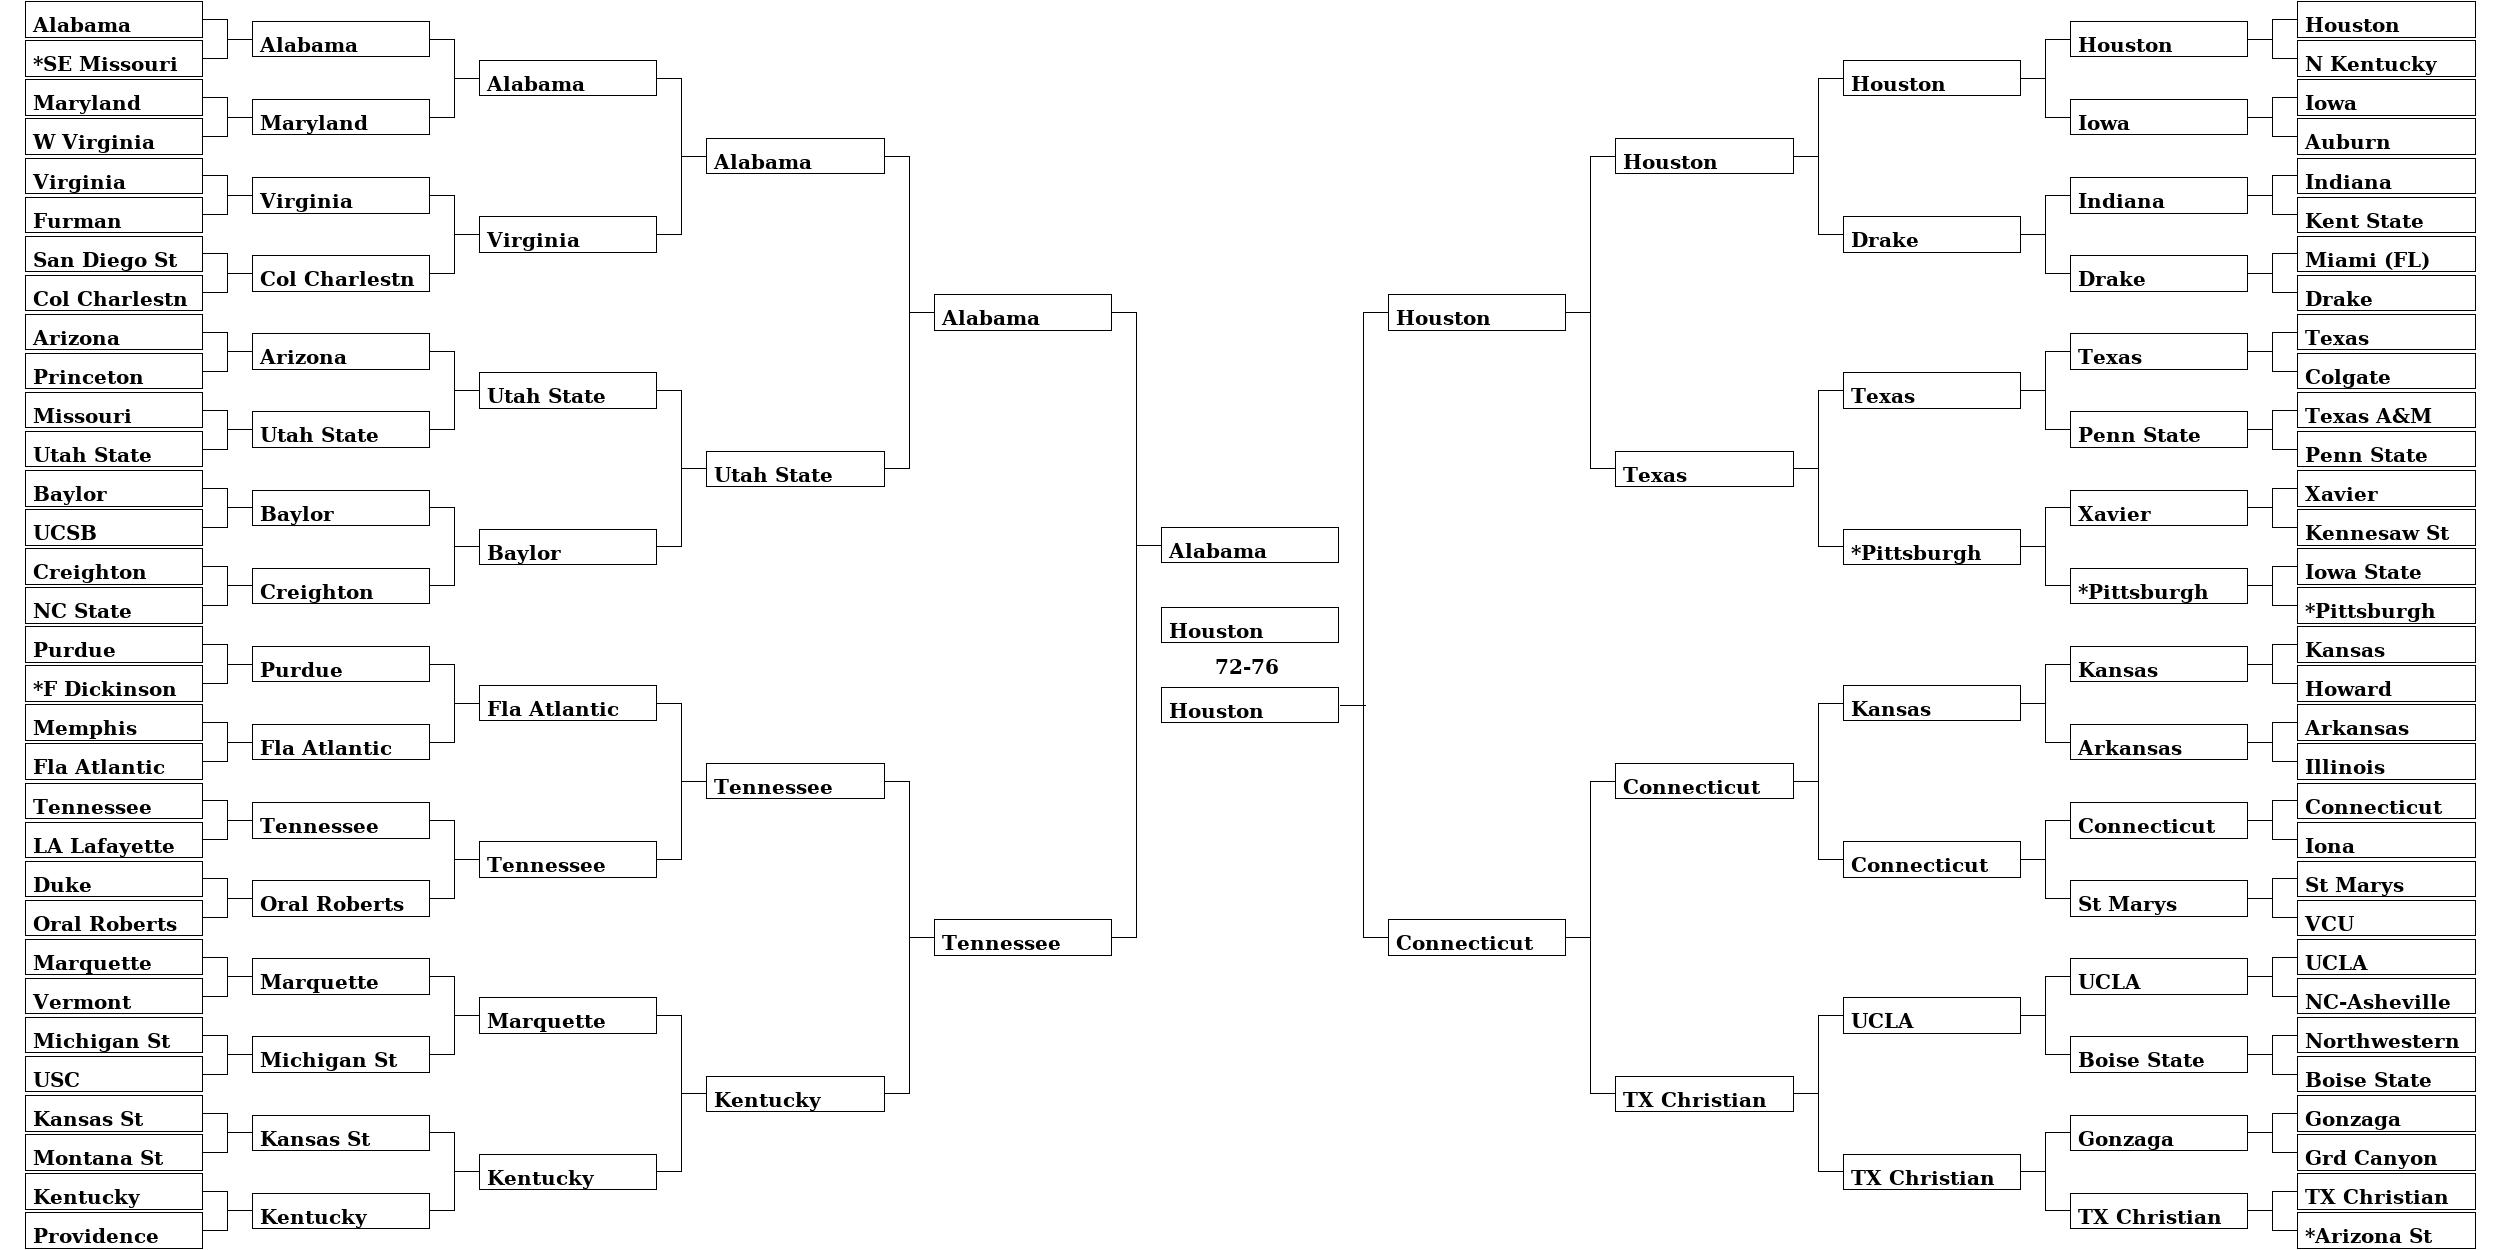 Alabama
*SE Missouri
Maryland
W Virginia
Virginia
Furman
San Diego St
Col Charlestn
Arizona
Princeton
Missouri
Utah State
Baylor
UCSB
Creighton
NC State
Purdue
*F Dickinson
Memphis
Fla Atlantic
Tennessee
LA Lafayette
Duke
Oral Roberts
Marquette
Vermont
Michigan St
USC
Kansas St
Montana St
Kentucky
Providence
Alabama
Maryland
Virginia
Col Charlestn
Arizona
Utah State
Baylor
Creighton
Purdue
Fla Atlantic
Tennessee
Oral Roberts
Marquette
Michigan St
Kansas St
Kentucky
Alabama
Virginia
Utah State
Baylor
Fla Atlantic
Tennessee
Marquette
Kentucky
Alabama
Utah State
Tennessee
Kentucky
Alabama
Tennessee
Alabama
Houston
72-76
Houston
Houston
Connecticut
Houston
Texas
Connecticut
TX Christian
Houston
Drake
Texas
*Pittsburgh
Kansas
Connecticut
UCLA
TX Christian
Houston
Iowa
Indiana
Drake
Texas
Penn State
Xavier
*Pittsburgh
Kansas
Arkansas
Connecticut
St Marys
UCLA
Boise State
Gonzaga
TX Christian
Houston
N Kentucky
Iowa
Auburn
Indiana
Kent State
Miami (FL)
Drake
Texas
Colgate
Texas A&M
Penn State
Xavier
Kennesaw St
Iowa State
*Pittsburgh
Kansas
Howard
Arkansas
Illinois
Connecticut
Iona
St Marys
VCU
UCLA
NC-Asheville
Northwestern
Boise State
Gonzaga
Grd Canyon
TX Christian
*Arizona St